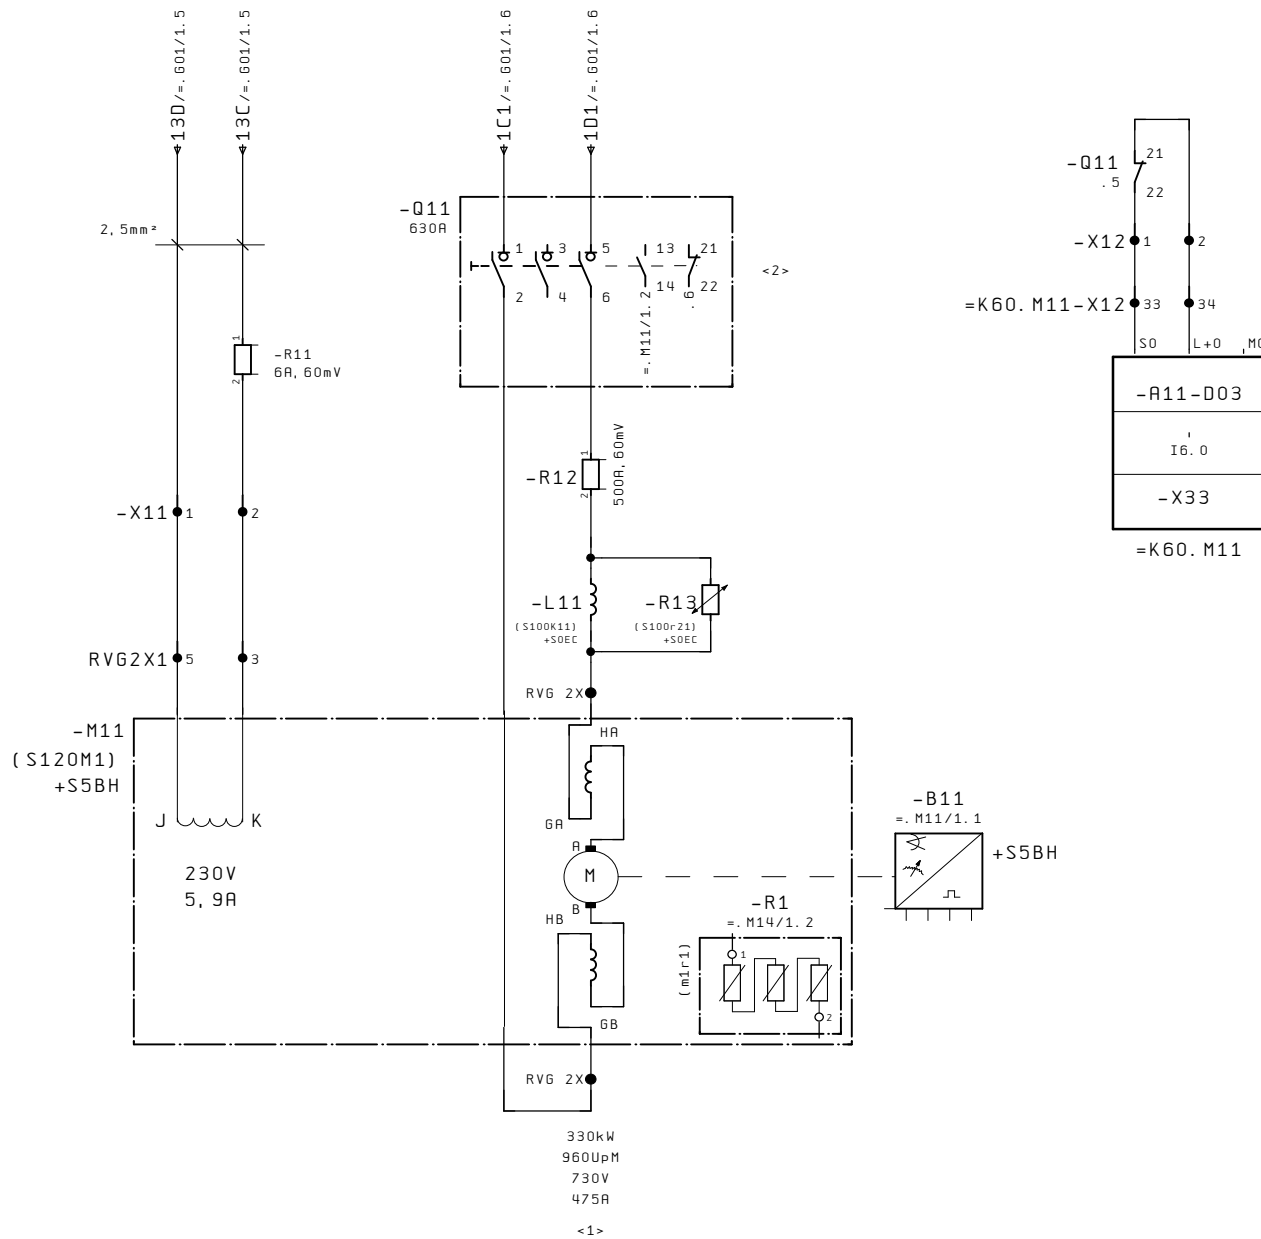 13D/=.G01/1.5
13C/=.G01/1.5
1C1/=.G01/1.6
1D1/=.G01/1.6
2,5mm²
-Q11
630A
1 3 5 13 21
2 4 6 14 22
=.M11/1.2
.6
<2>
-Q11
.5
21
22
-X12 1 2
=K60.M11-X12 33 34
S0 L+0
-A11-D03
I6.0
-X33
=K60.M11
1
2
-R11
6A,60mV
1
2
-R12
500A,60mV
-X11 1 2
-L11
(S100K11)
+S0EC
-R13
(S100r21)
+S0EC
RVG2X1 5 3
RVG 2X
-M11
(S120M1)
+S5BH
HA
GA
J K
230V
5,9A
A
M
B
HB
GB
-B11
=.M11/1.1
+S5BH
-R1
=.M14/1.2
(m1r1)
1
2
RVG 2X
330kW
960UpM
730V
475A
<1>